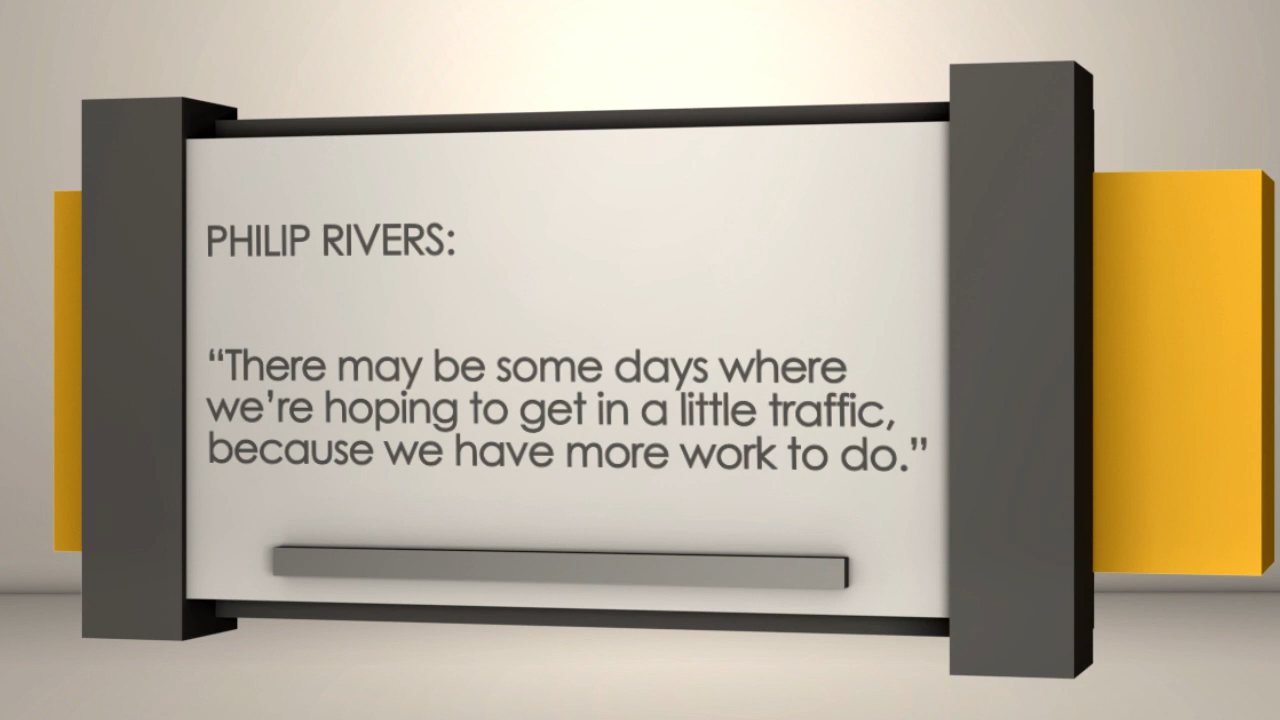 PHILIP RIVERS:
“There may be some days where
we’re hoping to get in a little traffic,
because we have more work to do.”